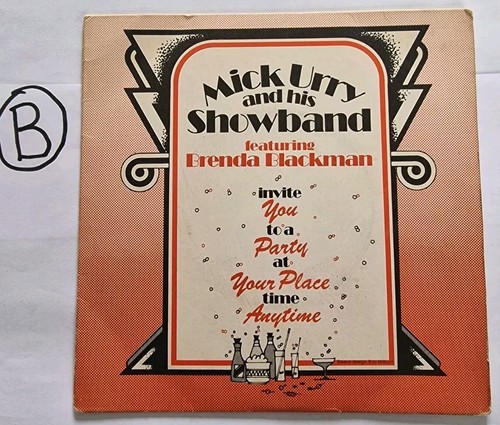 B
Mick Urry
and his
Showband
featuring
Brenda Blackman
invite
You
to a
Party
at
Your Place
time
Anytime